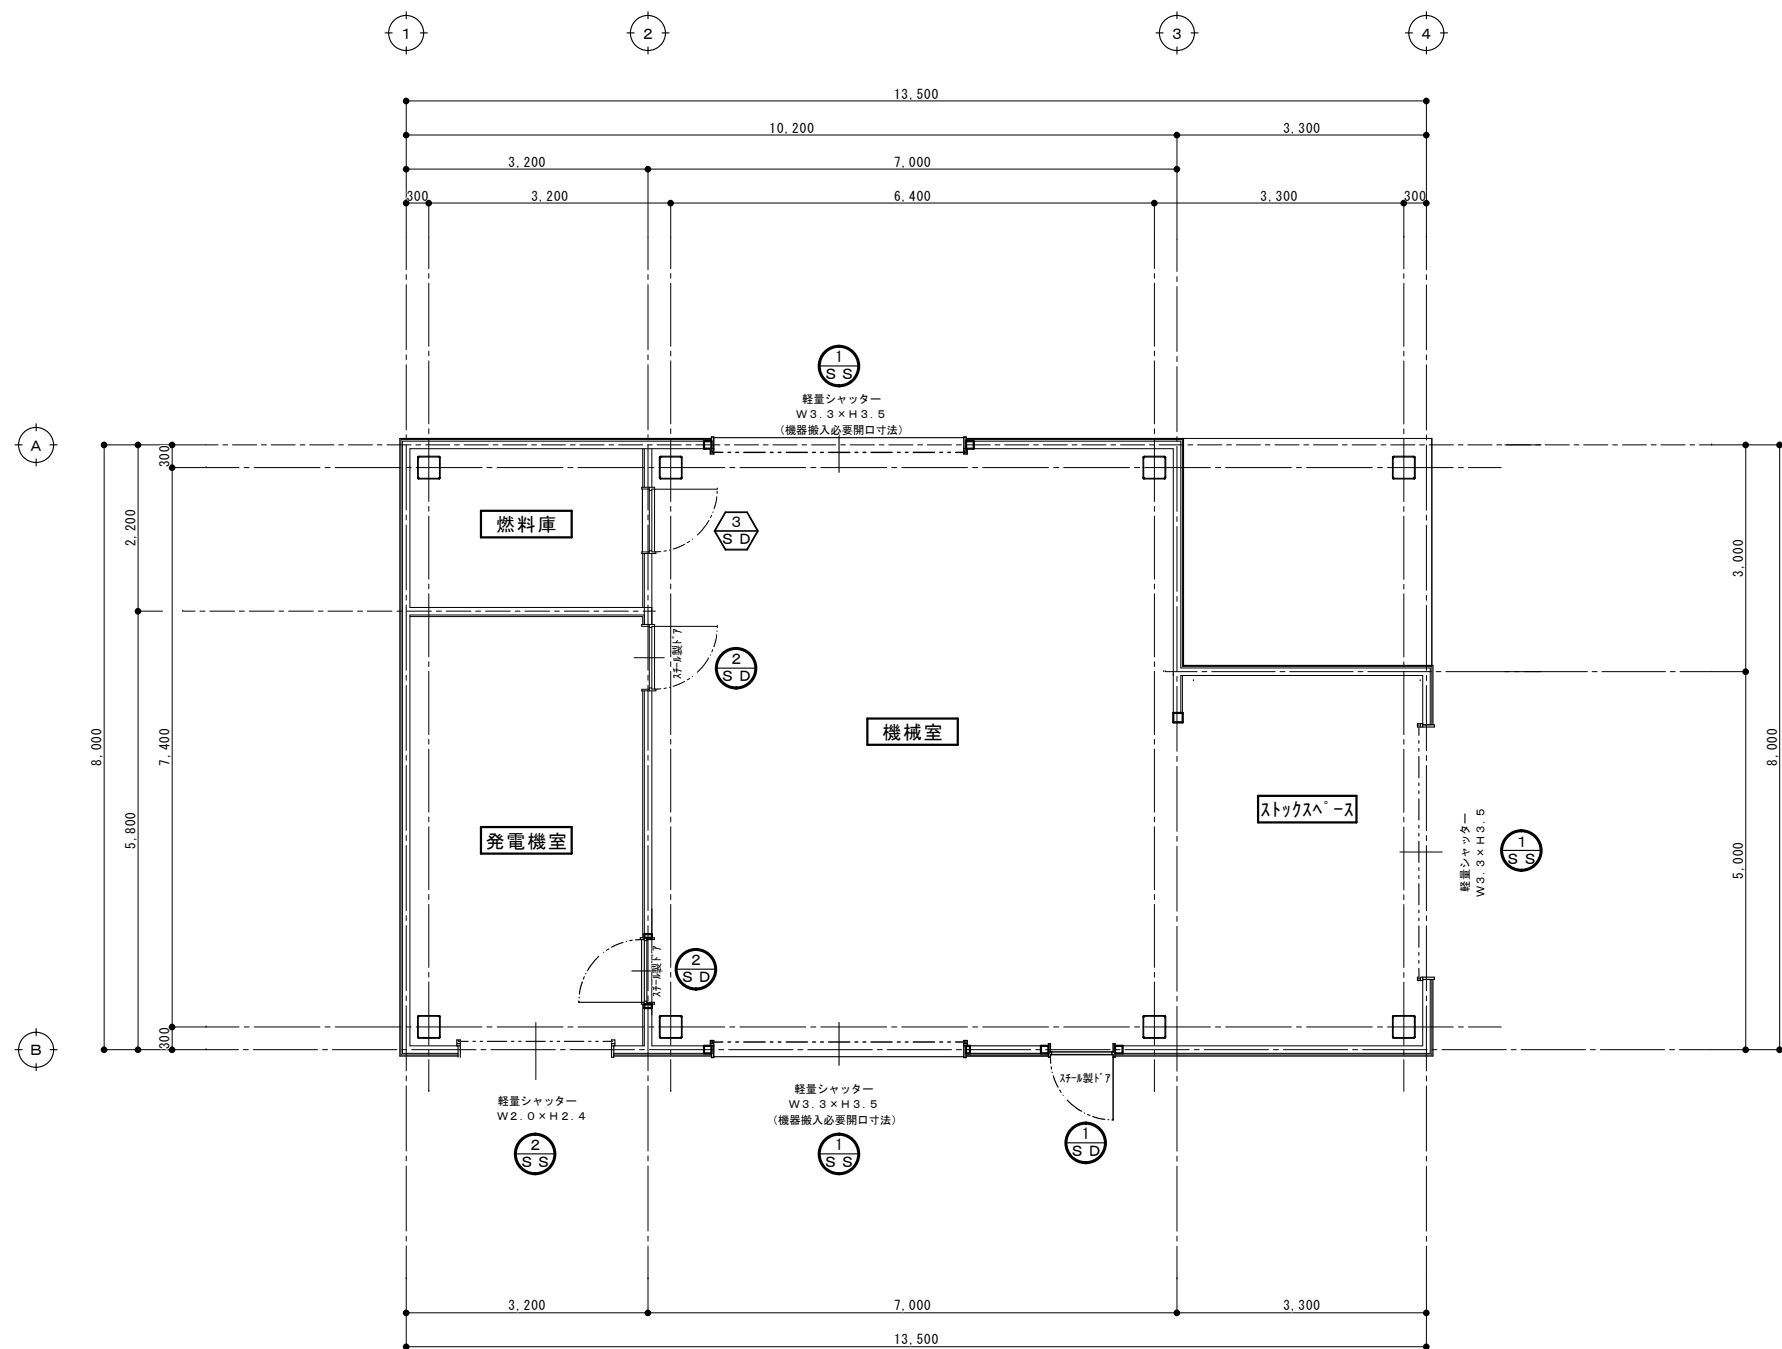 1
2
3
4
13,500
10,200
3,300
3,200
7,000
300
3,200
6,400
3,300
300
1
SS
軽量シャッター
W3.3×H3.5
(機器搬入必要開口寸法)
A
300
2,200
燃料庫
3
SD
3,000
スチール製ドア
2
SD
機械室
8,000
7,400
8,000
ストックスペース
5,800
発電機室
軽量シャッター
W3.3×H3.5
1
SS
5,000
スチール製ドア
2
SD
300
B
スチール製ドア
軽量シャッター
W2.0×H2.4
2
SS
軽量シャッター
W3.3×H3.5
(機器搬入必要開口寸法)
1
SS
1
SD
3,200
7,000
3,300
13,500